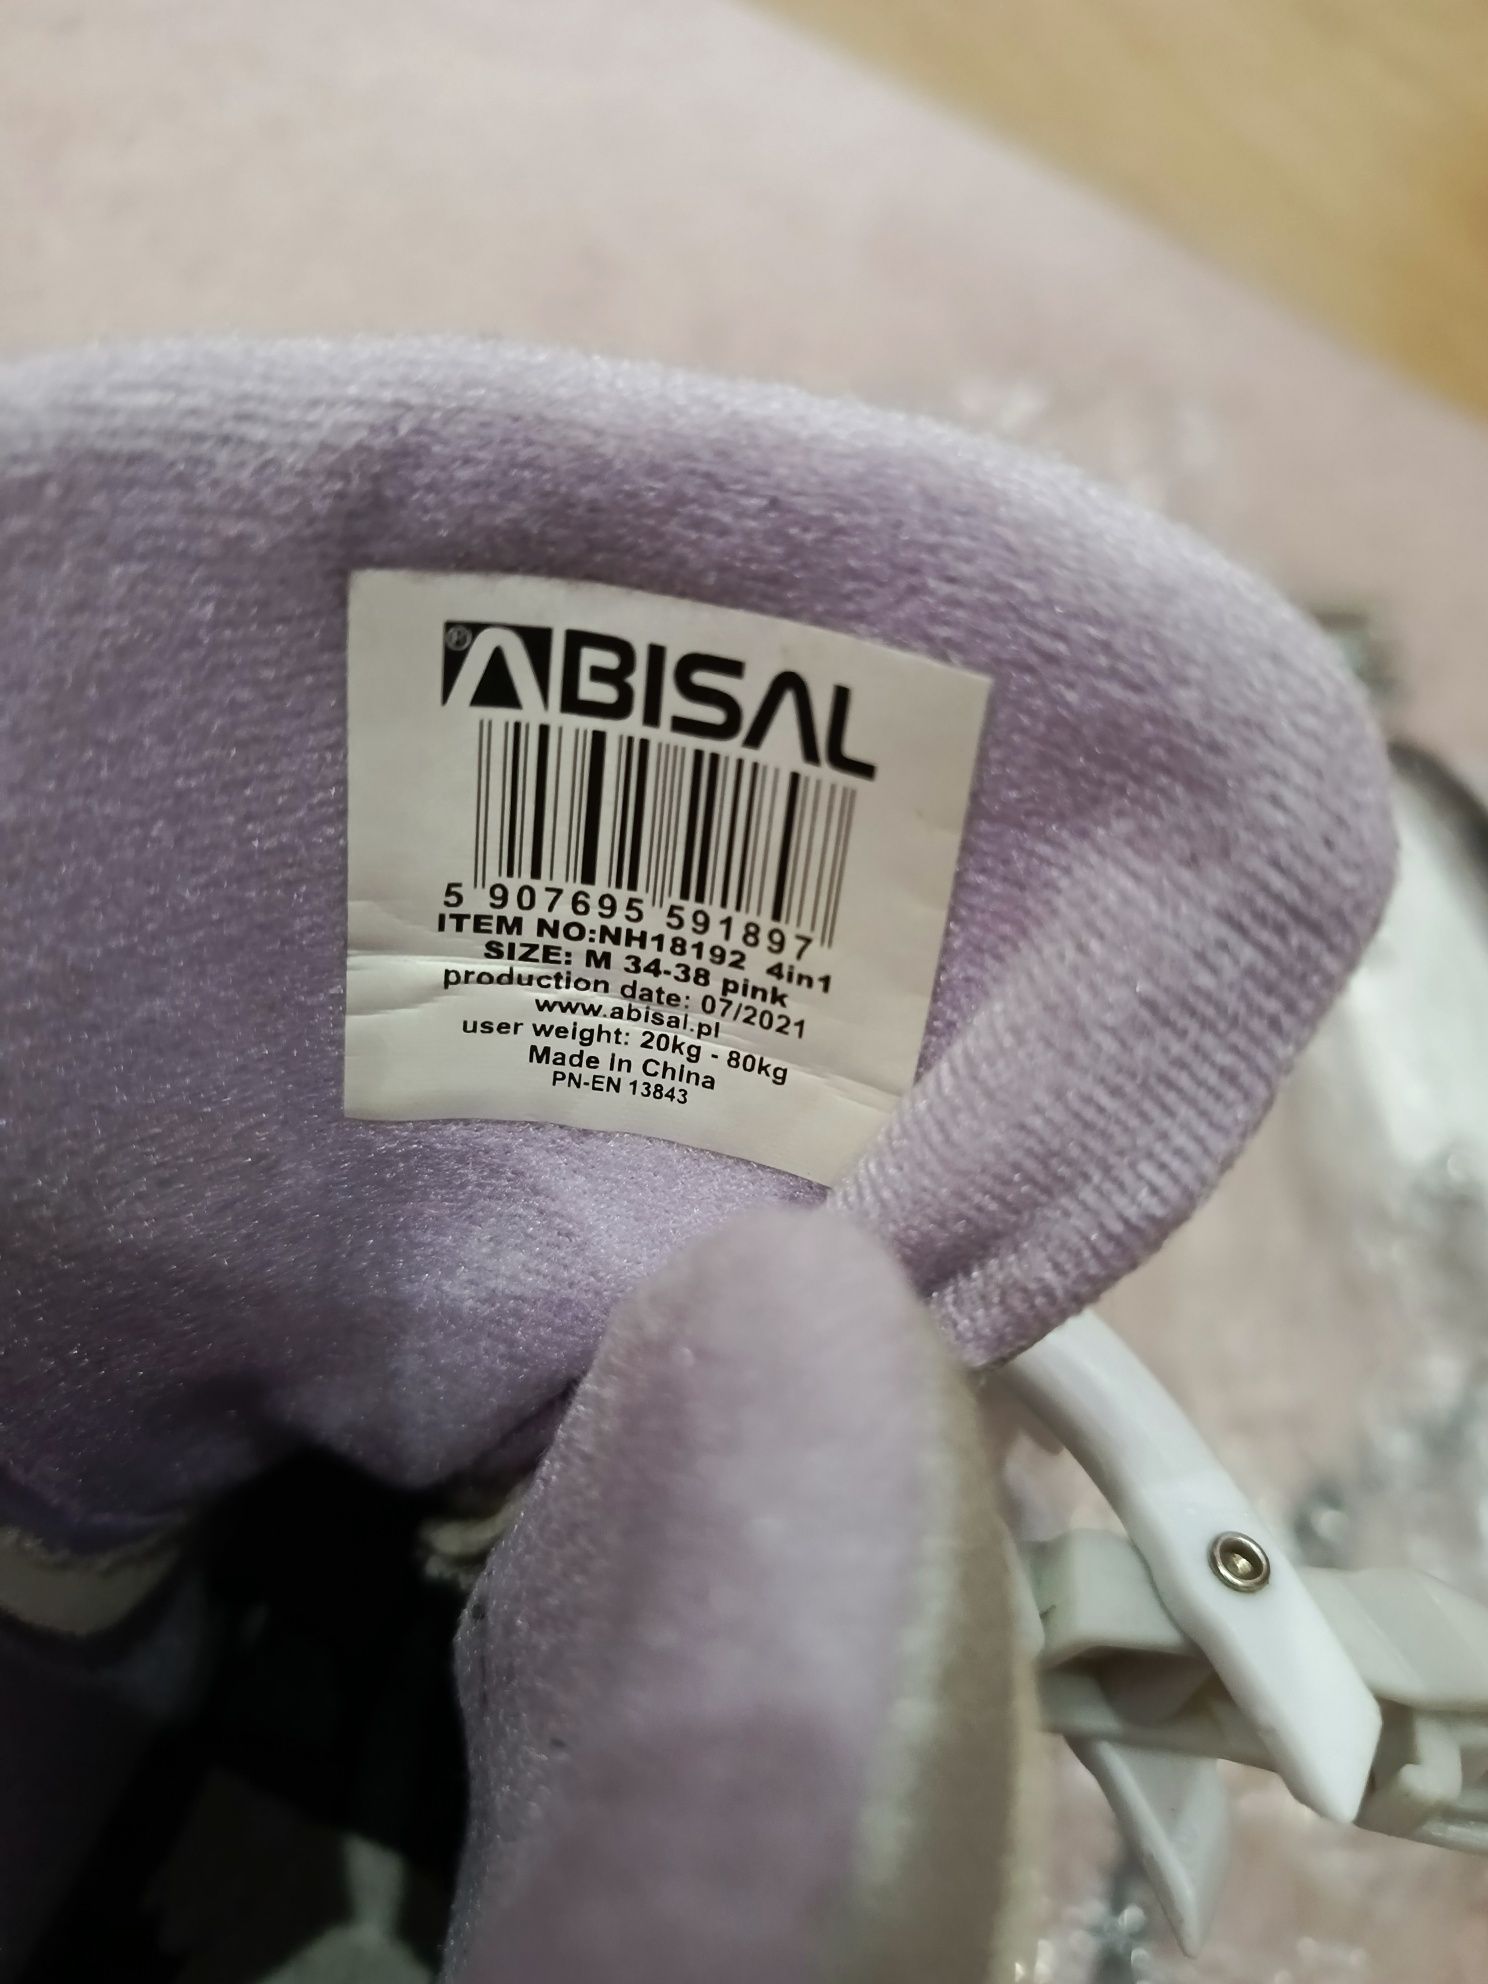 ABISAL
5 907695 591897
ITEM NO:NH18192 4in1
SIZE: M 34-38 pink
production date: 07/2021
www.abisal.pl
user weight: 20kg - 80kg
Made in China
PN-EN 13843